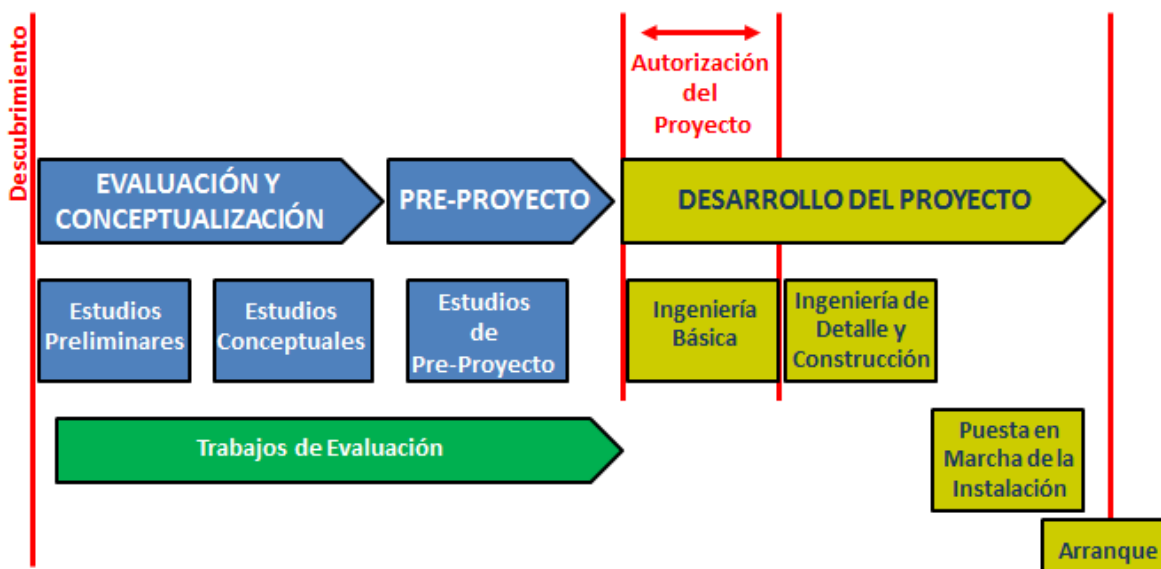 Descubrimiento
Autorización
del
Proyecto
EVALUACIÓN Y
CONCEPTUALIZACIÓN
PRE-PROYECTO
DESARROLLO DEL PROYECTO
Estudios
Preliminares
Estudios
Conceptuales
Estudios
de
Pre-Proyecto
Ingeniería
Básica
Ingeniería de
Detalle y
Construcción
Trabajos de Evaluación
Puesta en
Marcha de la
Instalación
Arranque